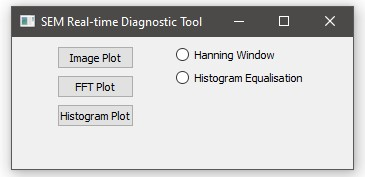 SEM Real-time Diagnostic Tool
Image Plot
FFT Plot
Histogram Plot
Hanning Window
Histogram Equalisation